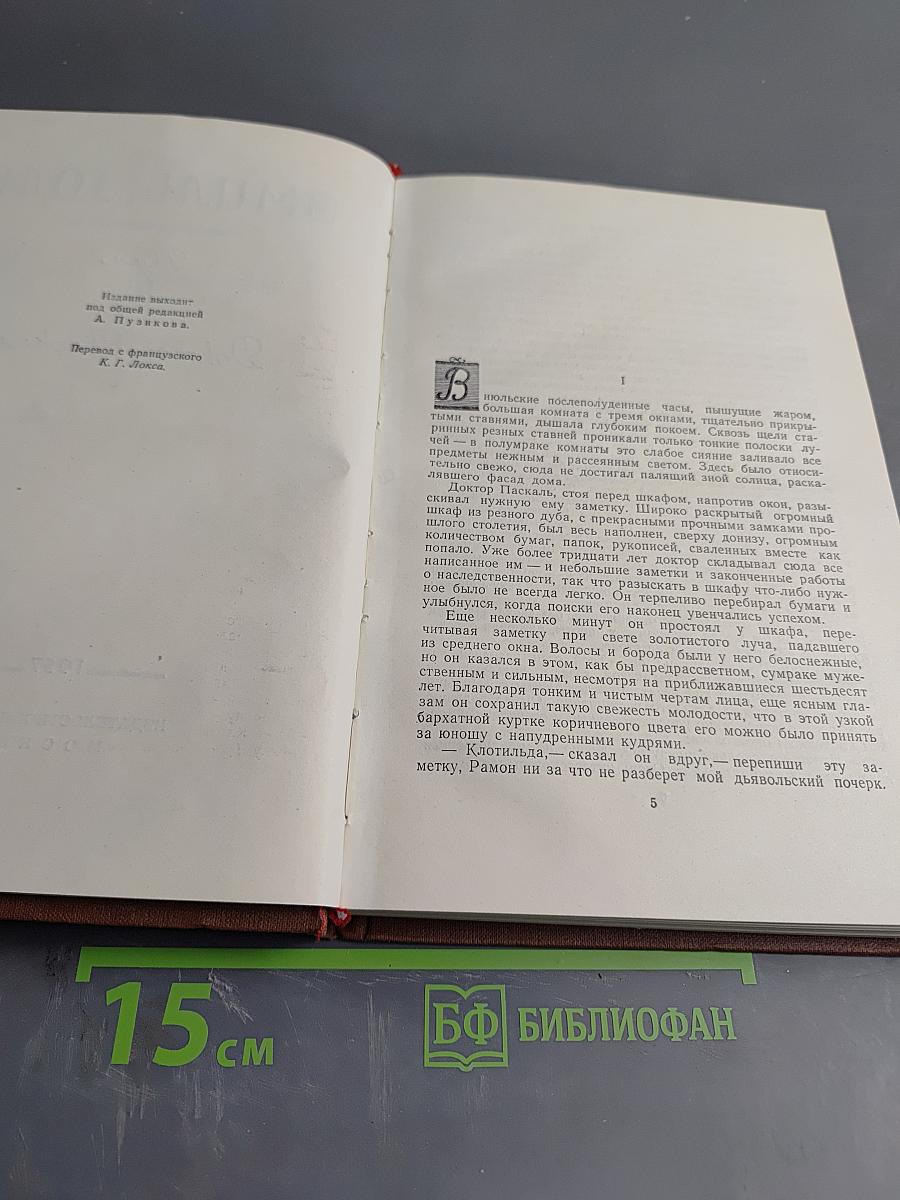 Издание выходит
под общей редакцией
А. Пузикова.
Перевод с французского
К. Г. Локса.
I
В июльские послеполуденные часы, пышущие жаром,
большая комната с тремя окнами, тщательно прикры-
тыми ставнями, дышала глубоким покоем. Сквозь щели ста-
ринных резных ставней проникали только тонкие полоски лу-
чей — в полумраке комнаты это слабое сияние заливало все
предметы нежным и рассеянным светом. Здесь было относи-
тельно свежо, сюда не достигал палящий зной солнца, раска-
лявшего фасад дома.
Доктор Паскаль, стоя перед шкафом, напротив окон, разы-
скивал нужную ему заметку. Широко раскрытый огромный
шкаф из резного дуба, с прекрасными прочными замками про-
шлого столетия, был весь наполнен, сверху донизу, огромным
количеством бумаг, папок, рукописей, сваленных вместе как
попало. Уже более тридцати лет доктор складывал сюда все
написанное им — и небольшие заметки и законченные работы
о наследственности, так что разыскать в шкафу что-либо нуж-
ное было не всегда легко. Он терпеливо перебирал бумаги и
улыбнулся, когда поиски его наконец увенчались успехом.
Еще несколько минут он простоял у шкафа, пере-
читывая заметку при свете золотистого луча, падавшего
из среднего окна. Волосы и борода были у него белоснежные,
но он казался в этом, как бы предрассветном, сумраке муже-
ственным и сильным, несмотря на приближавшиеся шестьдесят
лет. Благодаря тонким и чистым чертам лица, еще ясным гла-
зам он сохранил такую свежесть молодости, что в этой узкой
бархатной куртке коричневого цвета его можно было принять
за юношу с напудренными кудрями.
— Клотильда,— сказал он вдруг,— перепиши эту за-
метку, Рамон ни за что не разберет мой дьявольский почерк.
5
15 см
БФ БИБЛИОФАН